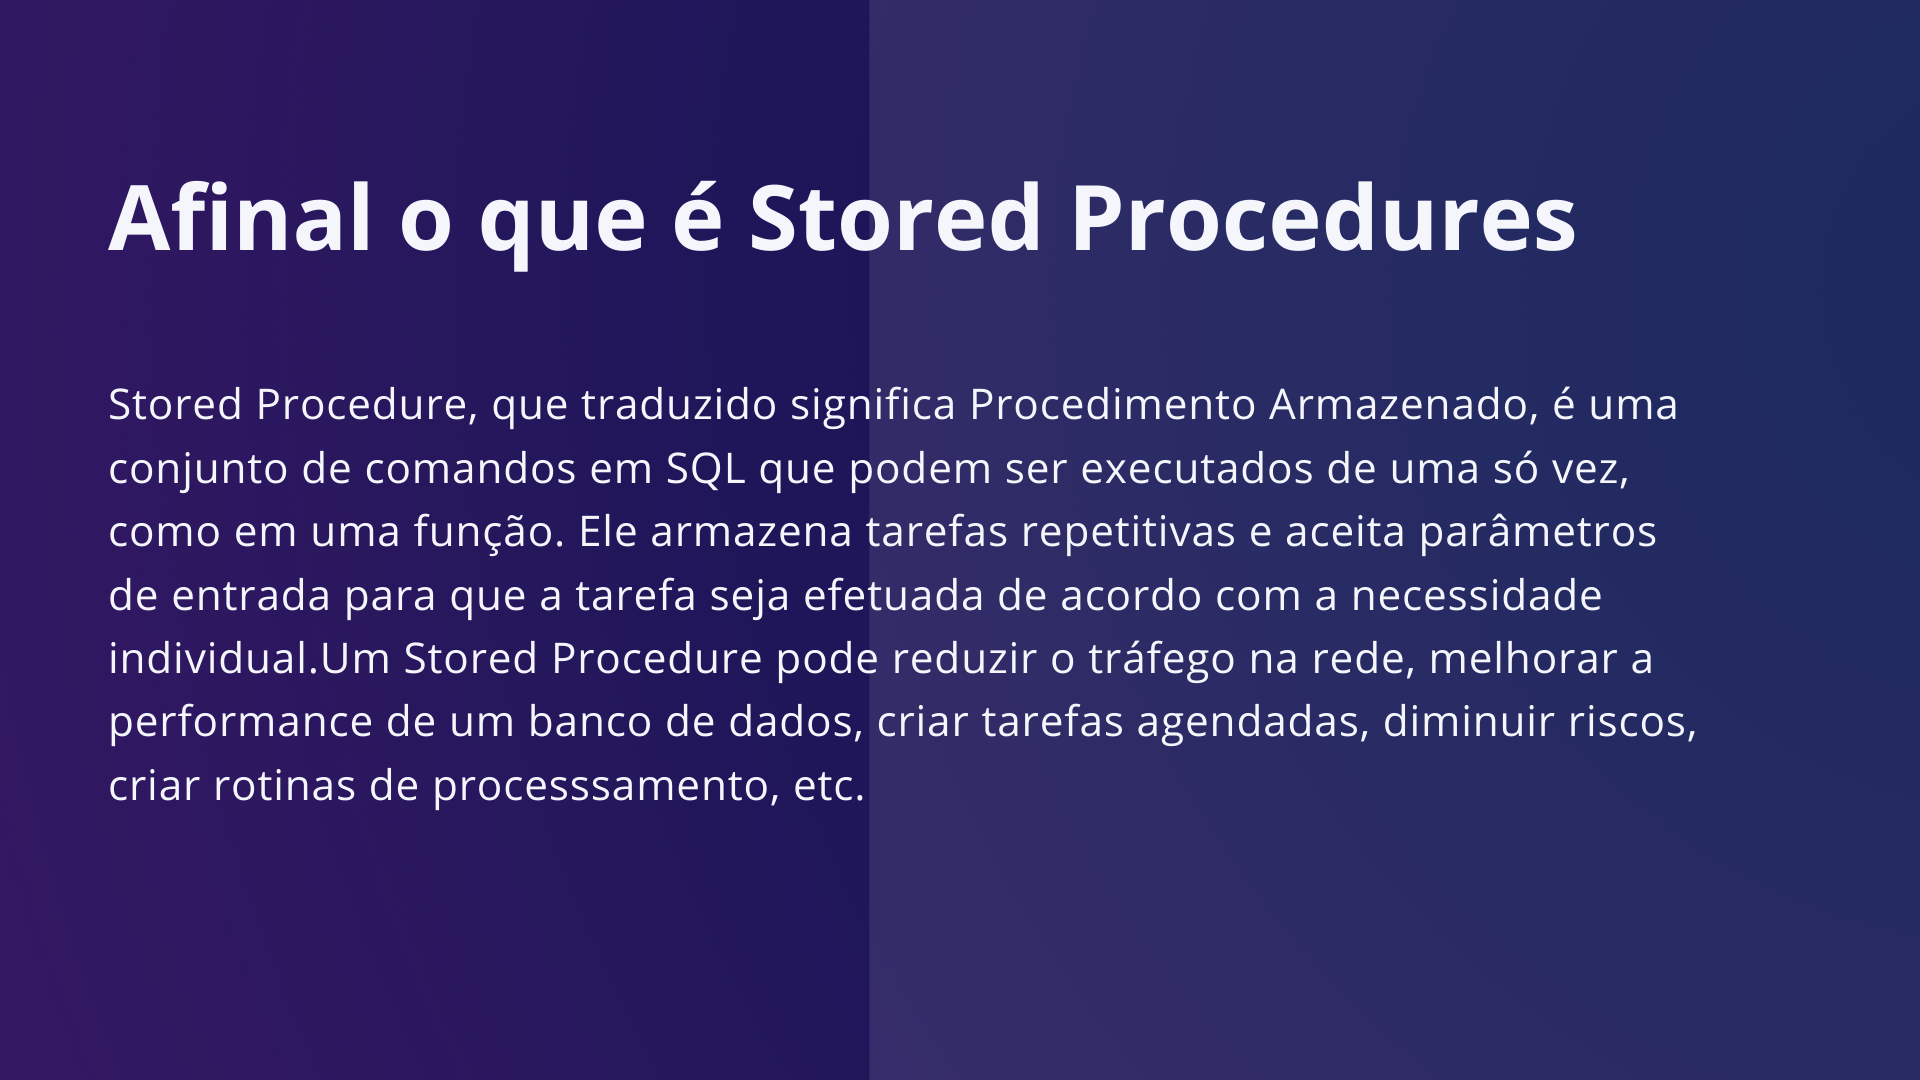 Afinal o que é Stored Procedures
Stored Procedure, que traduzido significa Procedimento Armazenado, é uma
conjunto de comandos em SQL que podem ser executados de uma só vez,
como em uma função. Ele armazena tarefas repetitivas e aceita parâmetros
de entrada para que a tarefa seja efetuada de acordo com a necessidade
individual.Um Stored Procedure pode reduzir o tráfego na rede, melhorar a
performance de um banco de dados, criar tarefas agendadas, diminuir riscos,
criar rotinas de processsamento, etc.